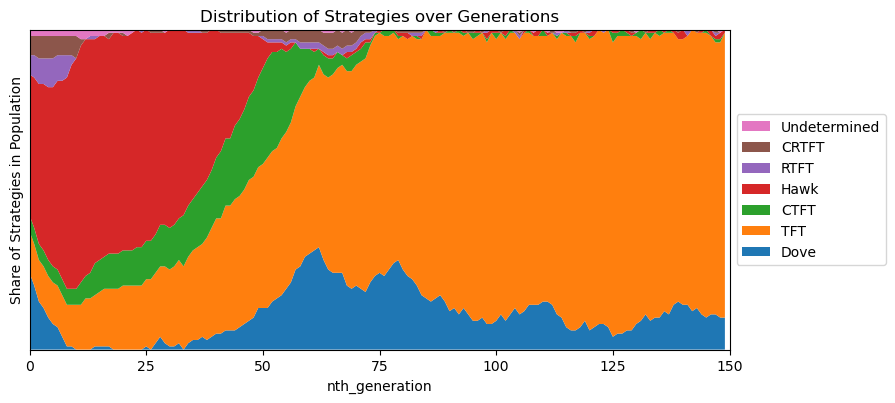 Distribution of Strategies over Generations
Share of Strategies in Population
Undetermined
CRTFT
RTFT
Hawk
CTFT
TFT
Dove
0 25 50 75 100 125 150
nth_generation